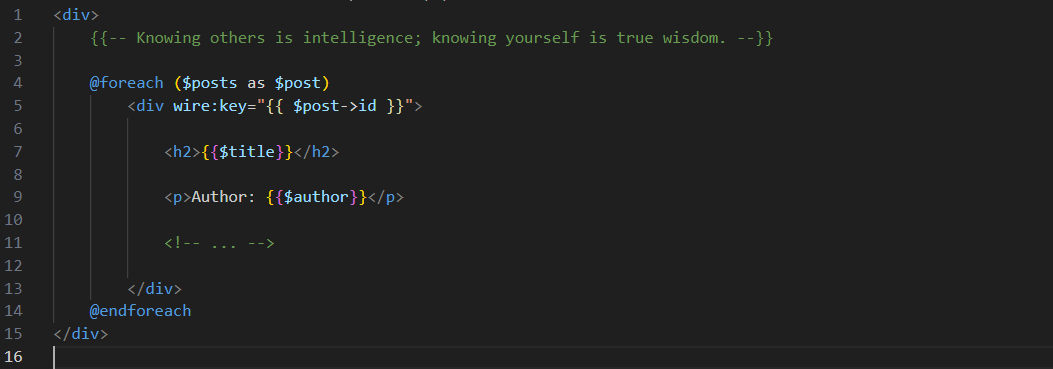 1 <div>
2 {{-- Knowing others is intelligence; knowing yourself is true wisdom. --}}
3
4 @foreach ($posts as $post)
5 <div wire:key="{{ $post->id }}">
6
7 <h2>{{$title}}</h2>
8
9 <p>Author: {{$author}}</p>
10
11 <!-- ... -->
12
13 </div>
14 @endforeach
15 </div>
16